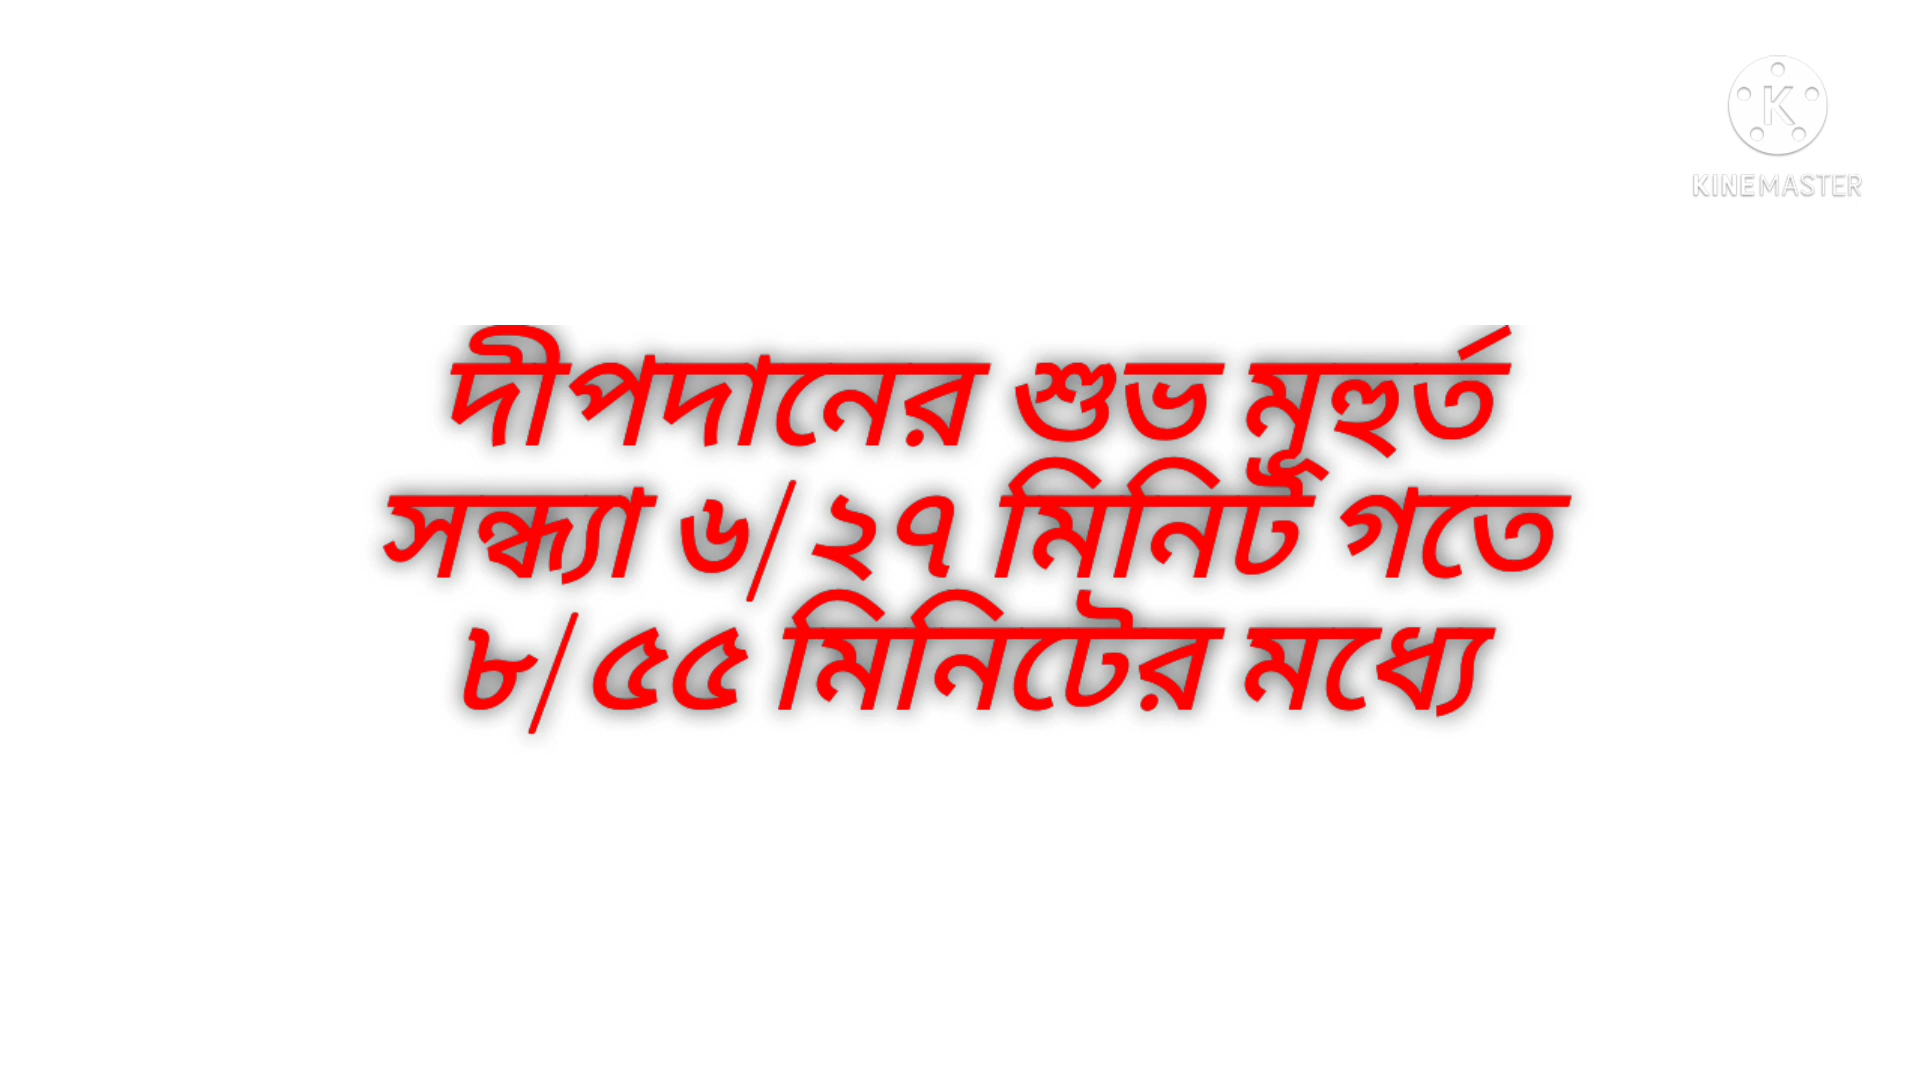 KINEMASTER
দীপদানের শুভ মূহুর্ত
সন্ধ্যা ৬/২৭ মিনিট গতে
৮/৫৫ মিনিটের মধ্যে